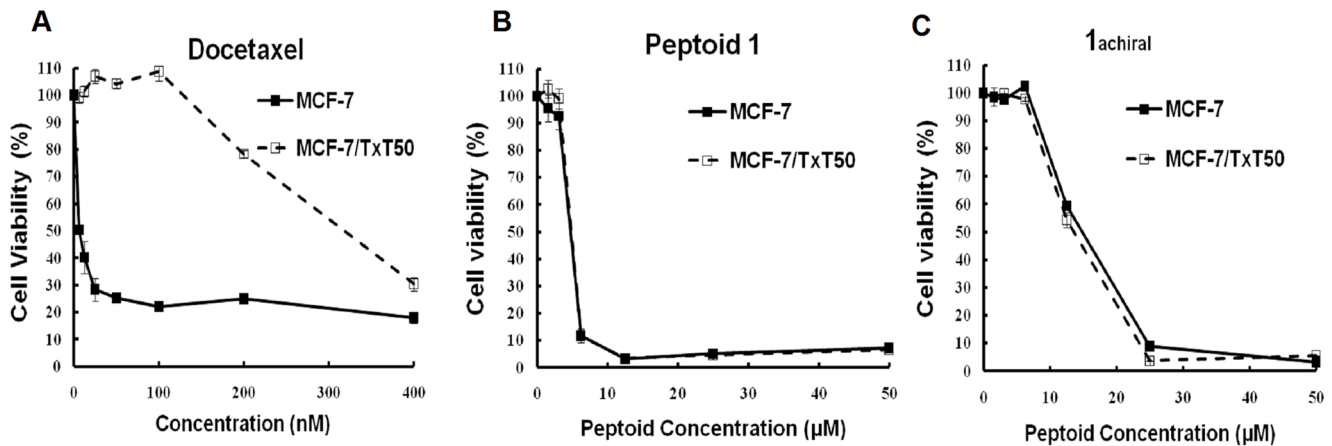 A
Docetaxel
Cell Viability (%)
110
100
90
80
70
60
50
40
30
20
10
0
MCF-7
MCF-7/TxT50
0 100 200 300 400
Concentration (nM)
B
Peptoid 1
Cell viability (%)
110
100
90
80
70
60
50
40
30
20
10
0
MCF-7
MCF-7/TxT50
0 10 20 30 40 50
Peptoid Concentration (µM)
C
1achiral
Cell viability (%)
110
100
90
80
70
60
50
40
30
20
10
0
MCF-7
MCF-7/TxT50
0 10 20 30 40 50
Peptoid Concentration (µM)